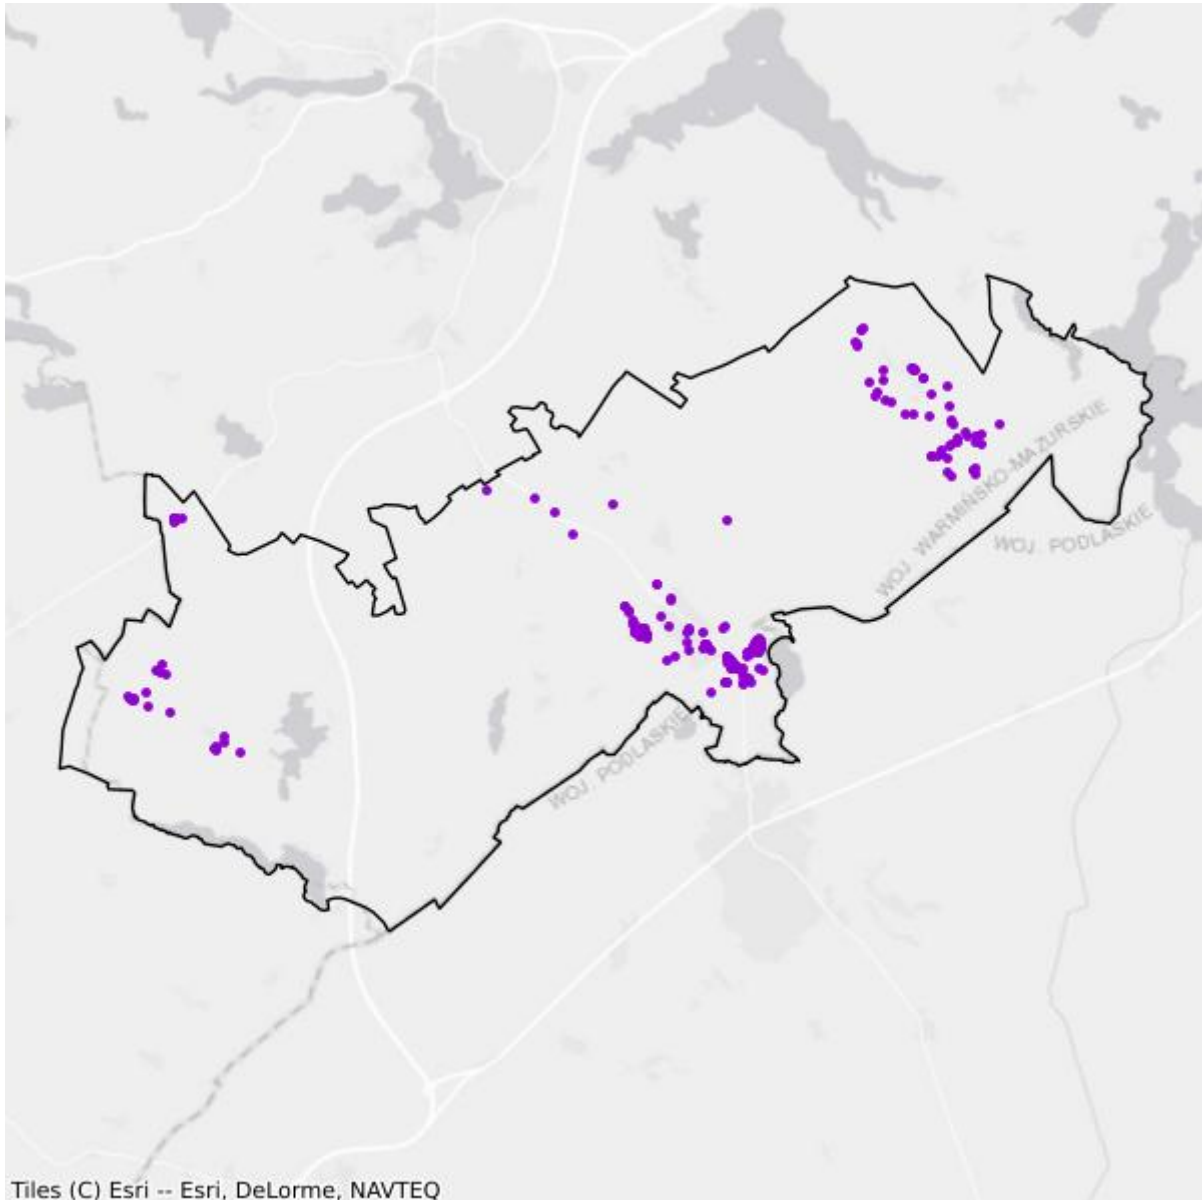 WOJ. WARMIŃSKO-MAZURSKIE
WOJ. PODLASKIE
WOJ. PODLASKIE
Tiles (C) Esri -- Esri, DeLorme, NAVTEQ